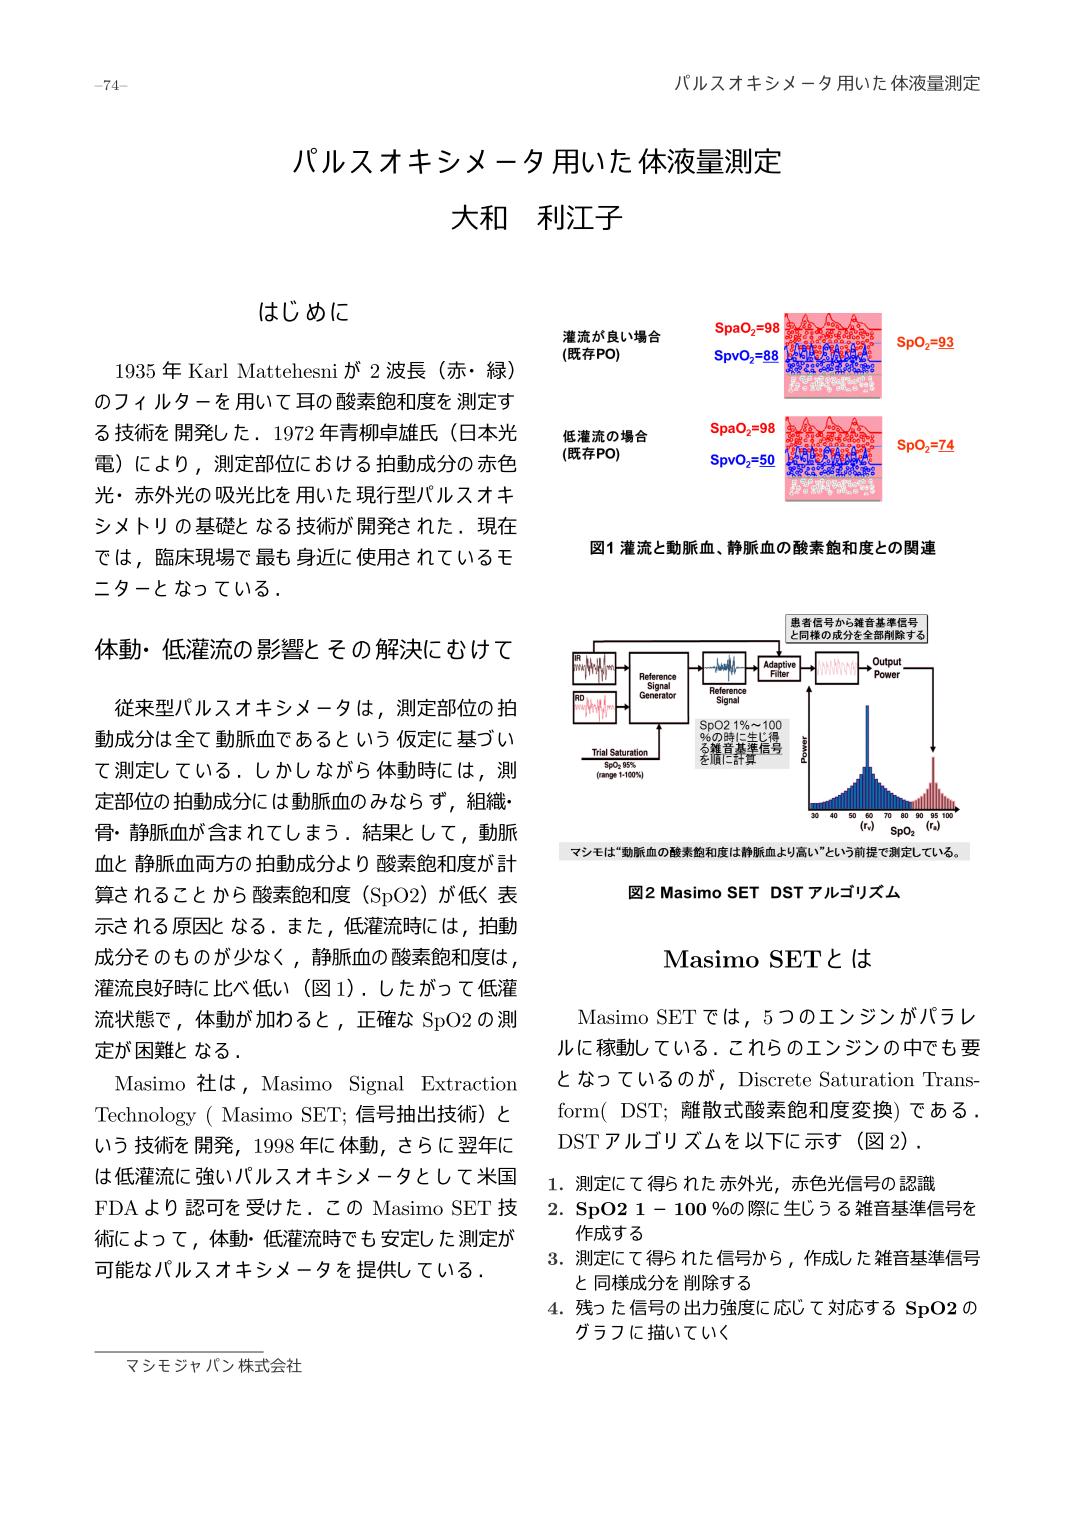 –74–
パルスオキシメータ用いた体液量測定
パルスオキシメータ用いた体液量測定
大和　利江子
はじめに
1935 年 Karl Mattehesni が 2 波長（赤・緑）
のフィルターを用いて耳の酸素飽和度を測定す
る技術を開発した．1972 年青柳卓雄氏（日本光
電）により，測定部位における拍動成分の赤色
光・赤外光の吸光比を用いた現行型パルスオキ
シメトリの基礎となる技術が開発された．現在
では，臨床現場で最も身近に使用されているモ
ニターとなっている．
体動・低灌流の影響とその解決にむけて
従来型パルスオキシメータは，測定部位の拍
動成分は全て動脈血であるという仮定に基づい
て測定している．しかしながら体動時には，測
定部位の拍動成分には動脈血のみならず，組織・
骨・静脈血が含まれてしまう．結果として，動脈
血と静脈血両方の拍動成分より酸素飽和度が計
算されることから酸素飽和度（SpO2）が低く表
示される原因となる．また，低灌流時には，拍動
成分そのものが少なく，静脈血の酸素飽和度は，
灌流良好時に比べ低い（図 1）．したがって低灌
流状態で，体動が加わると，正確な SpO2 の測
定が困難となる．
Masimo 社は，Masimo Signal Extraction
Technology ( Masimo SET; 信号抽出技術）と
いう技術を開発，1998 年に体動，さらに翌年に
は低灌流に強いパルスオキシメータとして米国
FDA より認可を受けた．この Masimo SET 技
術によって，体動・低灌流時でも安定した測定が
可能なパルスオキシメータを提供している．
マシモジャパン株式会社
灌流が良い場合
(既存PO)
SpaO2=98
SpvO2=88
SpO2=93
低灌流の場合
(既存PO)
SpaO2=98
SpvO2=50
SpO2=74
図1 灌流と動脈血、静脈血の酸素飽和度との関連
患者信号から雑音基準信号
と同様の成分を全部削除する
IR
RD
Reference
Signal
Generator
Reference
Signal
Adaptive
Filter
Output
Power
SpO2 1%～100
%の時に生じ得
る雑音基準信号
を順に計算
Trial Saturation
SpO2 95%
(range 1-100%)
Power
30 40 50 60 70 80 90 95 100
(rv) SpO2 (ra)
マシモは“動脈血の酸素飽和度は静脈血より高い”という前提で測定している。
図2 Masimo SET DST アルゴリズム
Masimo SET とは
Masimo SET では，5 つのエンジンがパラレ
ルに稼動している．これらのエンジンの中でも要
となっているのが，Discrete Saturation Trans-
form( DST; 離散式酸素飽和度変換) である．
DST アルゴリズムを以下に示す（図 2）．
1. 測定にて得られた赤外光，赤色光信号の認識
2. SpO2 1 − 100 %の際に生じうる雑音基準信号を
作成する
3. 測定にて得られた信号から，作成した雑音基準信号
と同様成分を削除する
4. 残った信号の出力強度に応じて対応する SpO2 の
グラフに描いていく